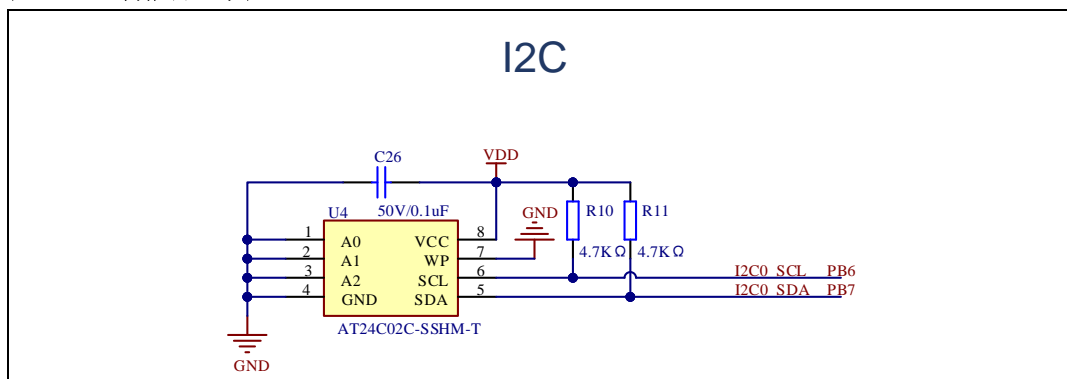 I2C
C26
VDD
U4
50V/0.1uF
GND
R10
R11
1
A0
VCC
8
2
A1
WP
7
4.7KΩ
4.7KΩ
3
A2
SCL
6
I2C0_SCL
PB6
4
GND
SDA
5
I2C0_SDA
PB7
AT24C02C-SSHM-T
GND